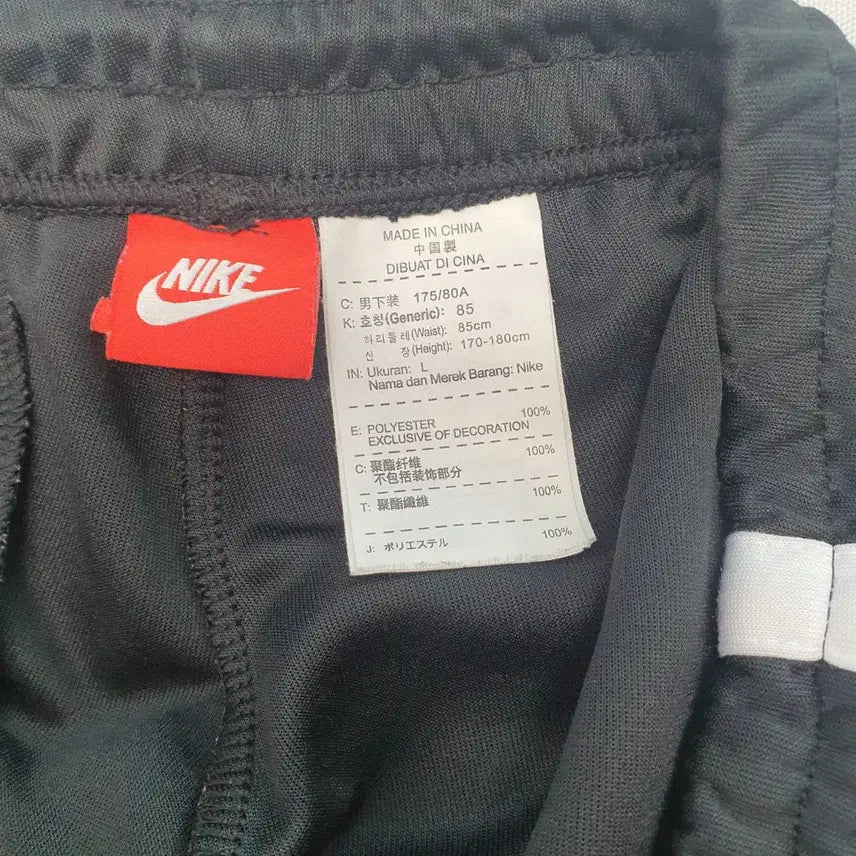 NIKE
MADE IN CHINA
中国製
DIBUAT DI CINA
C: 男下装 175/80A
K: 호칭(Generic): 85
허리둘레(Waist): 85cm
신 장(Height): 170-180cm
IN: Ukuran: L
Nama dan Merek Barang: Nike
E: POLYESTER 100%
EXCLUSIVE OF DECORATION
C: 聚酯纤维 100%
不包括装饰部分
T: 聚酯纖維 100%
J: ポリエステル 100%